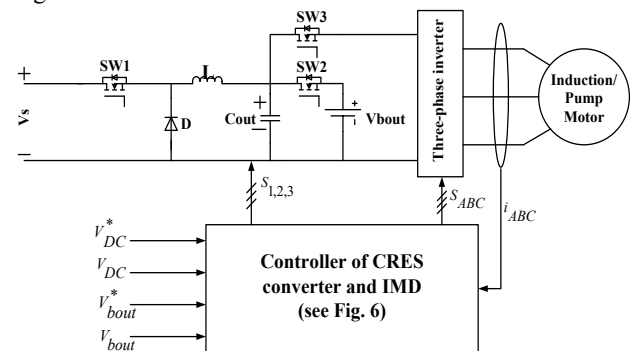 SW3
SW1
L
SW2
+
Vs
D
Cout
+
+
Vbout
Three-phase inverter
Induction/
Pump
Motor
S1,2,3
SABC
iABC
V*DC
VDC
V*bout
Vbout
Controller of CRES
converter and IMD
(see Fig. 6)